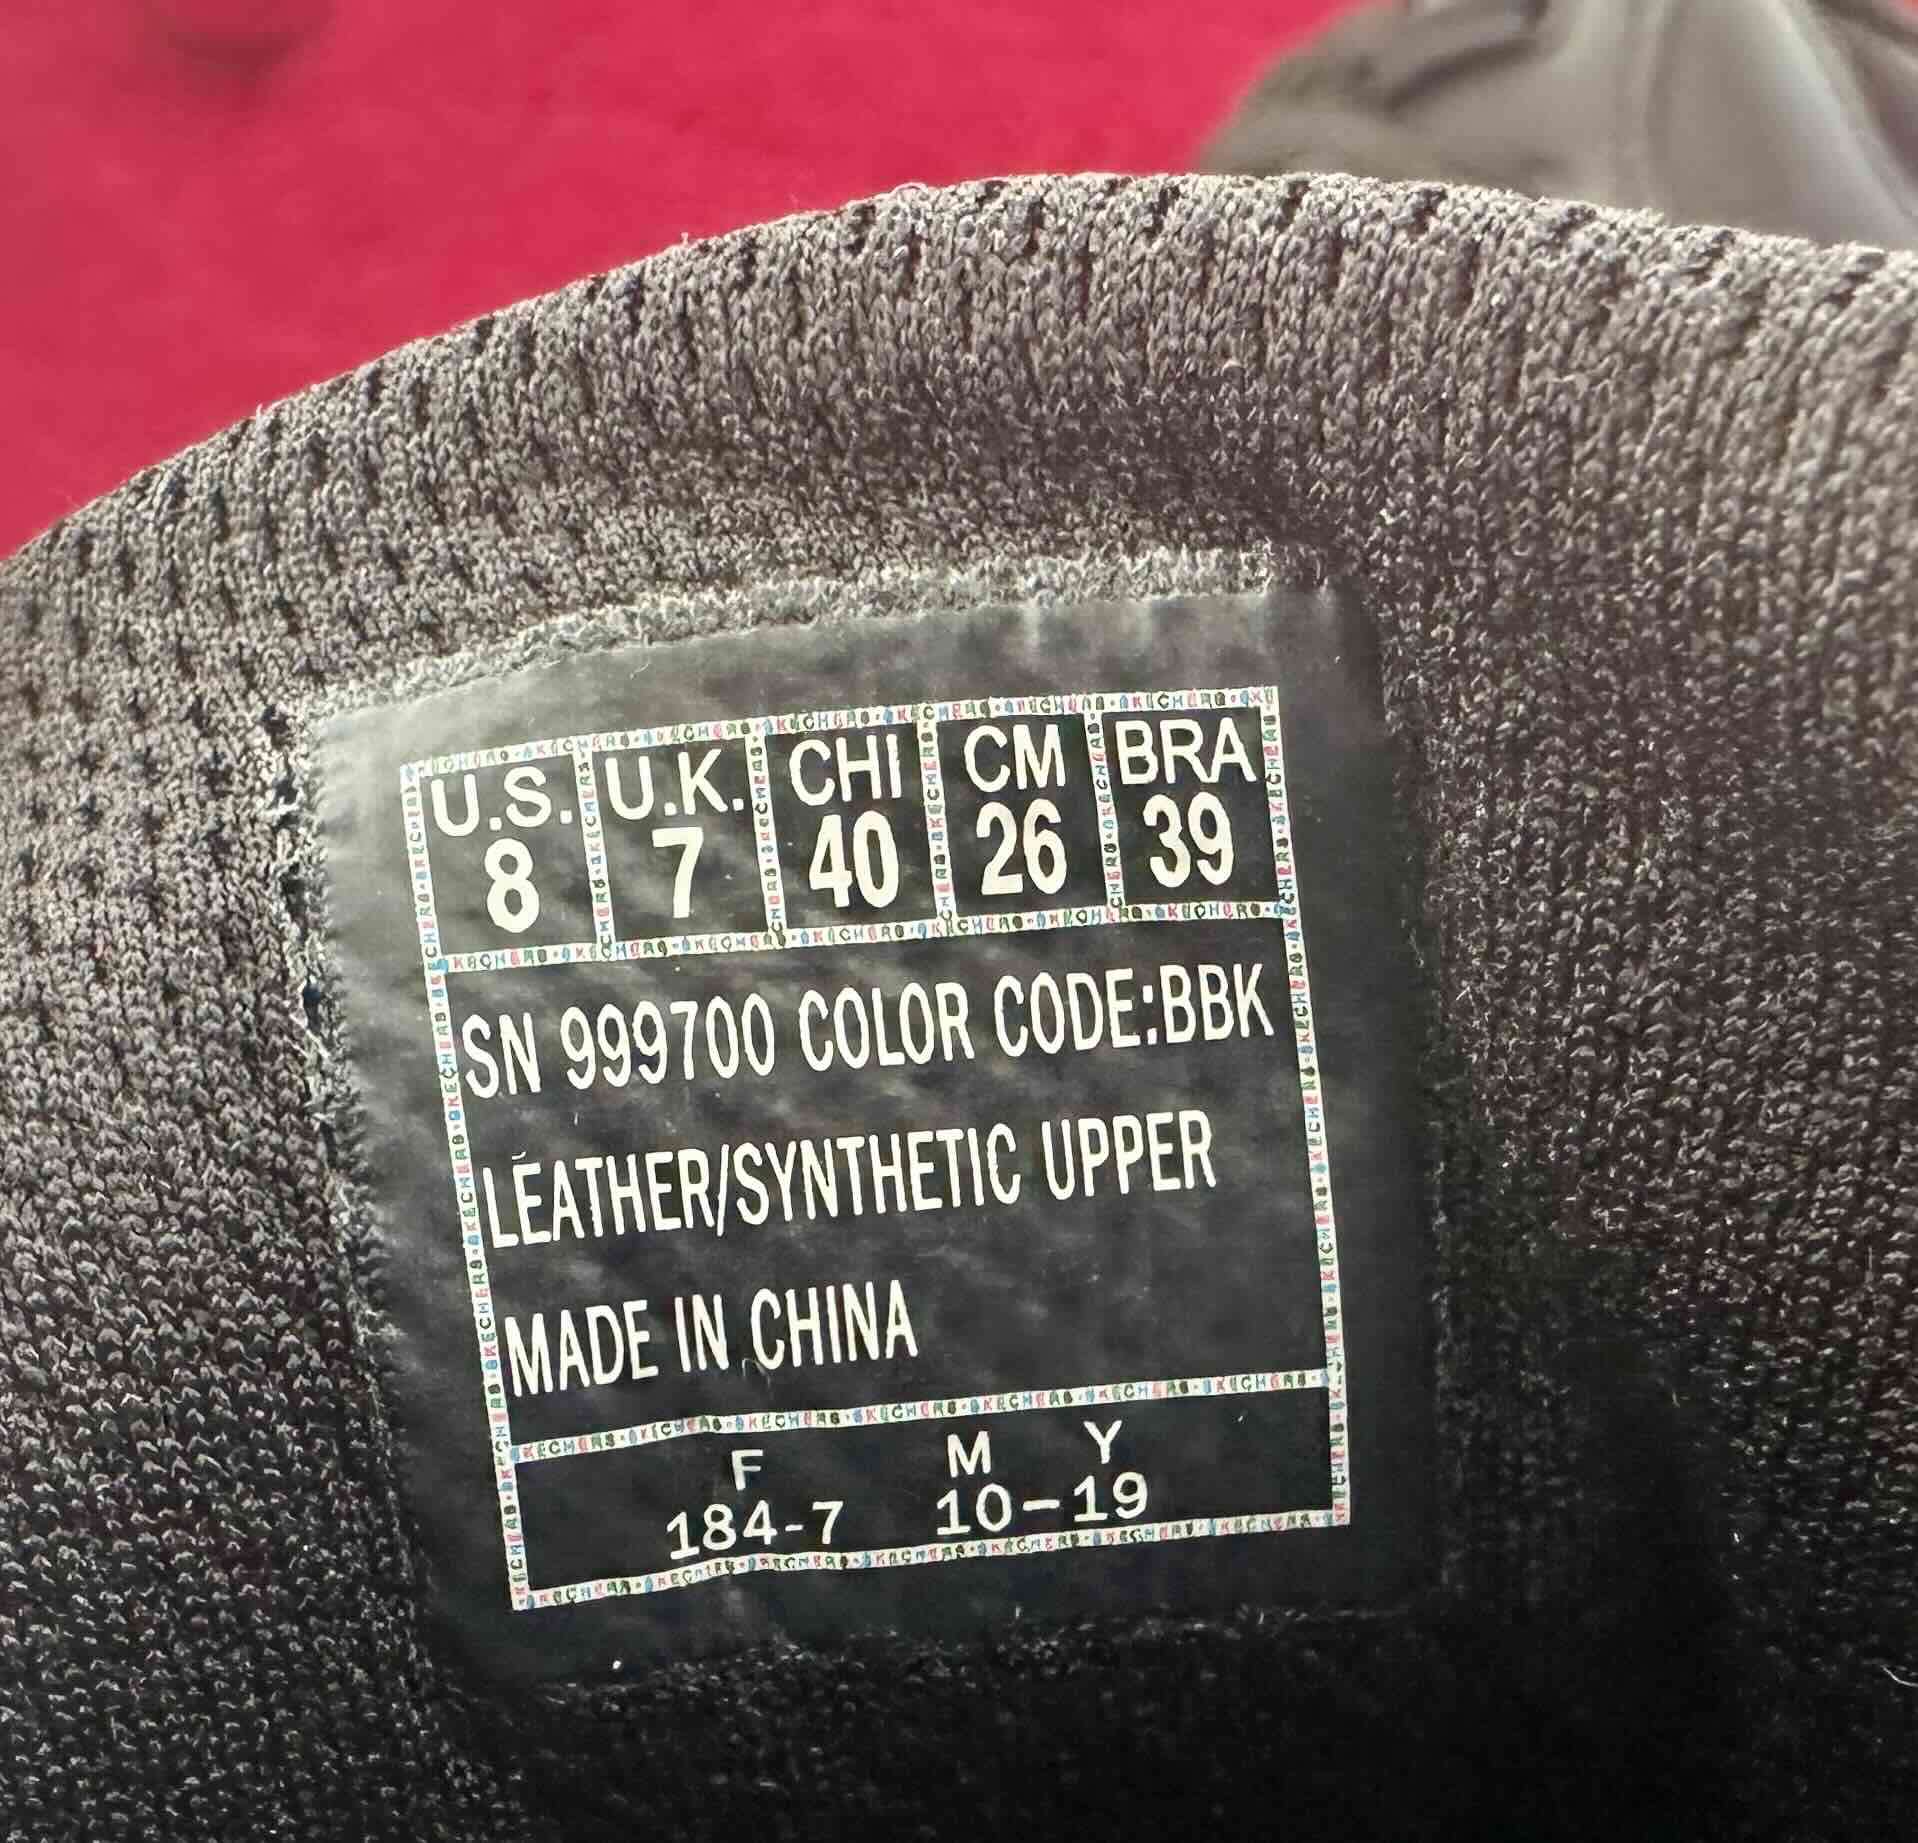 U.S. U.K. CHI CM BRA
8 7 40 26 39
SN 999700 COLOR CODE:BBK
LEATHER/SYNTHETIC UPPER
MADE IN CHINA
F M Y
184-7 10-19
SKECHERS